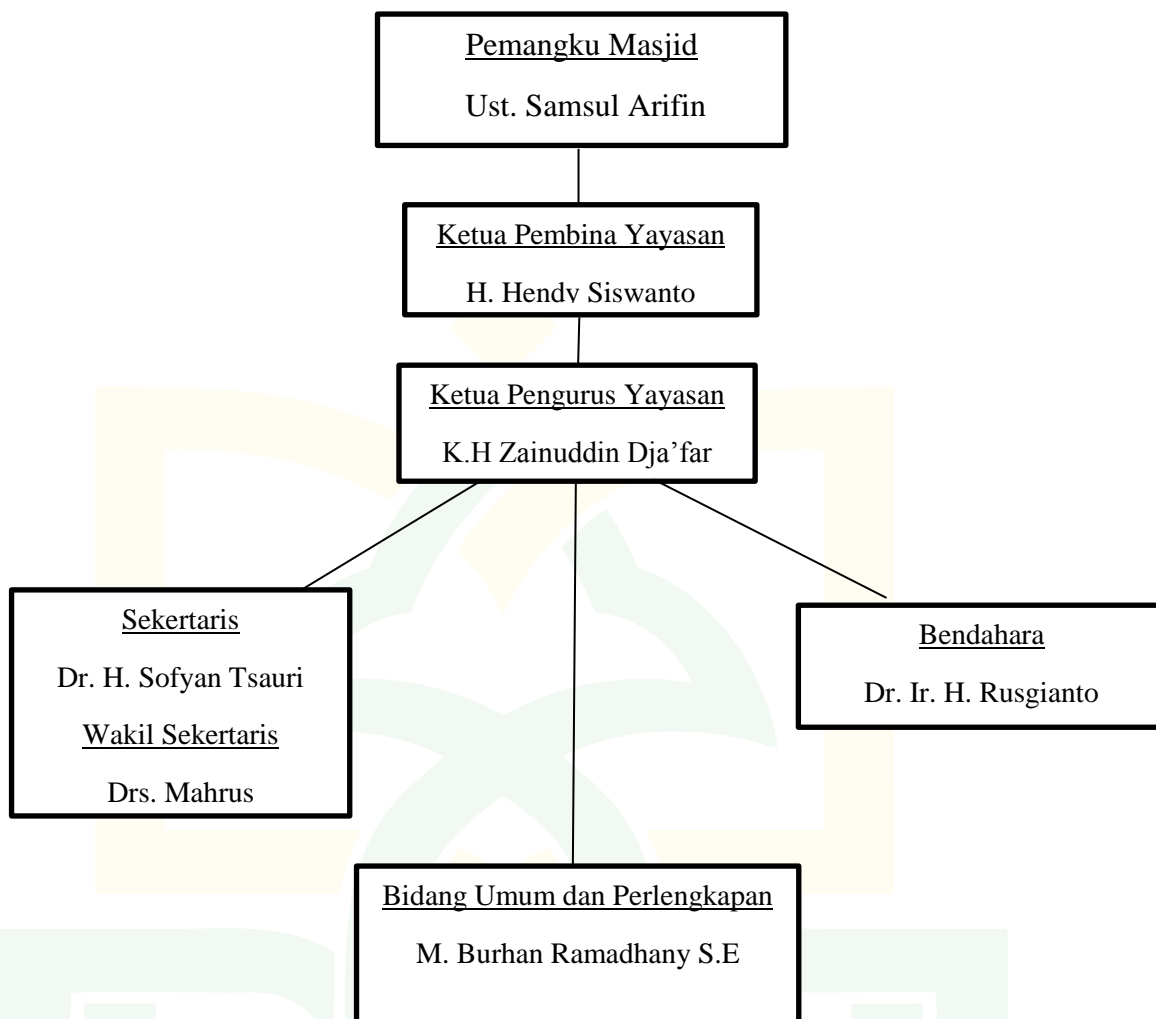 Pemangku Masjid
Ust. Samsul Arifin
Ketua Pembina Yayasan
H. Hendy Siswanto
Ketua Pengurus Yayasan
K.H Zainuddin Dja’far
Sekertaris
Dr. H. Sofyan Tsauri
Wakil Sekertaris
Drs. Mahrus
Bendahara
Dr. Ir. H. Rusgianto
Bidang Umum dan Perlengkapan
M. Burhan Ramadhany S.E